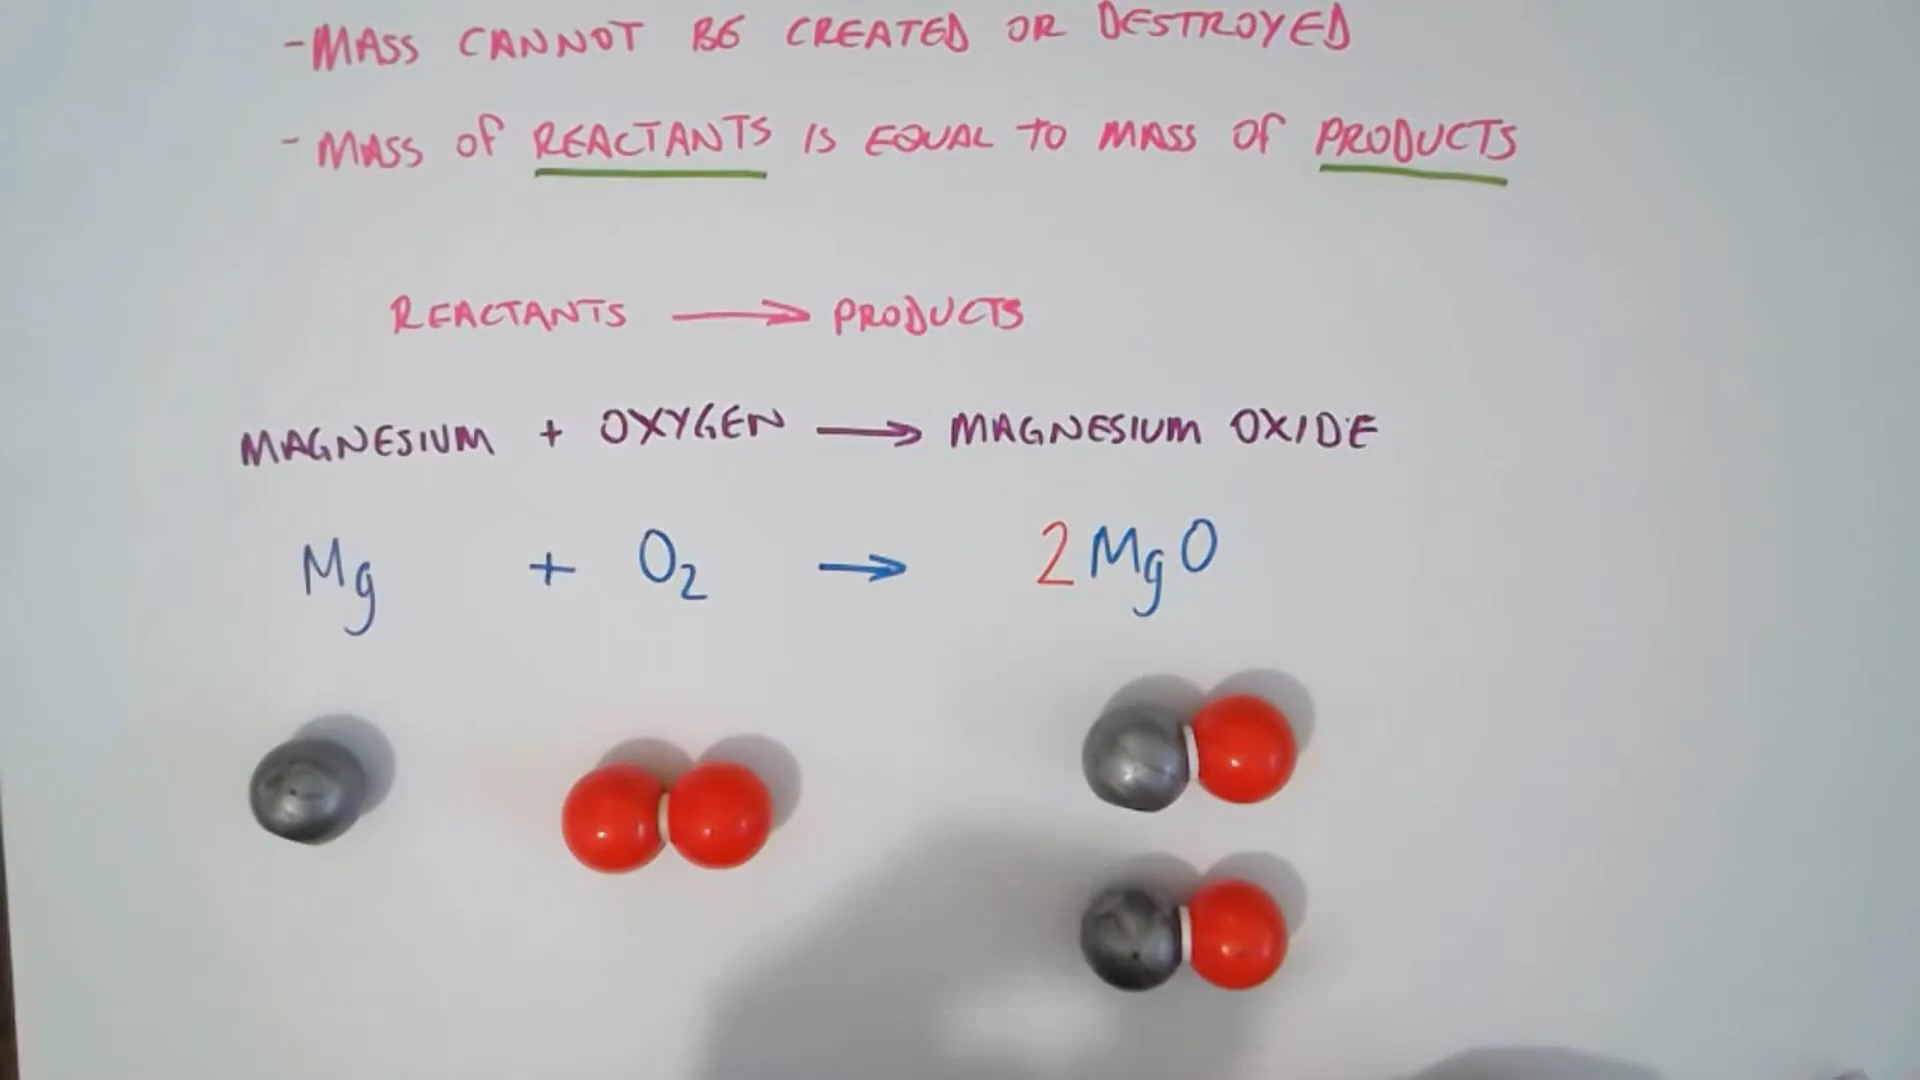 -MASS CANNOT BE CREATED OR DESTROYED
- MASS OF REACTANTS IS EQUAL TO MASS OF PRODUCTS
REACTANTS → PRODUCTS
MAGNESIUM + OXYGEN → MAGNESIUM OXIDE
Mg + O₂ → 2MgO